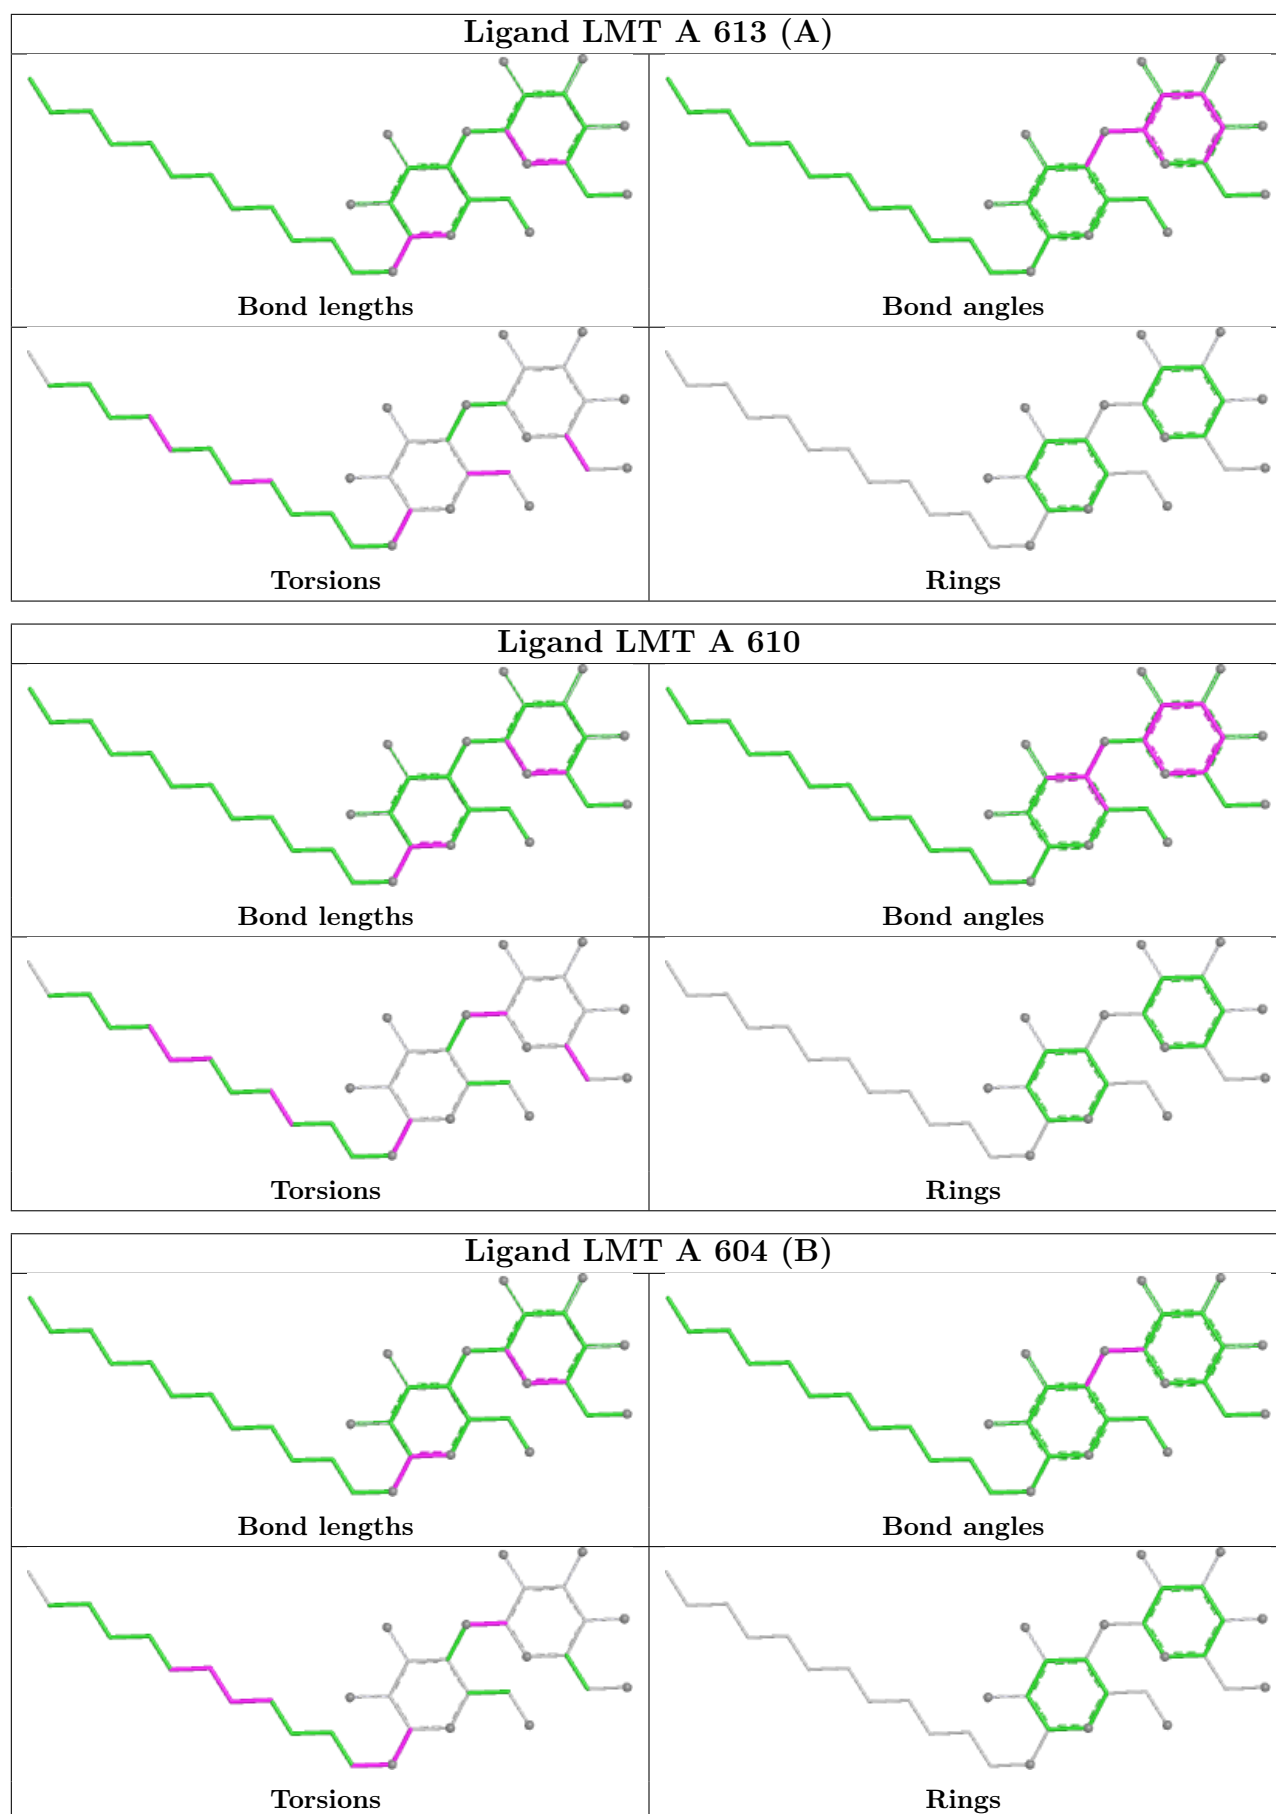 Ligand LMT A 613 (A)
Bond lengths
Bond angles
Torsions
Rings
Ligand LMT A 610
Bond lengths
Bond angles
Torsions
Rings
Ligand LMT A 604 (B)
Bond lengths
Bond angles
Torsions
Rings